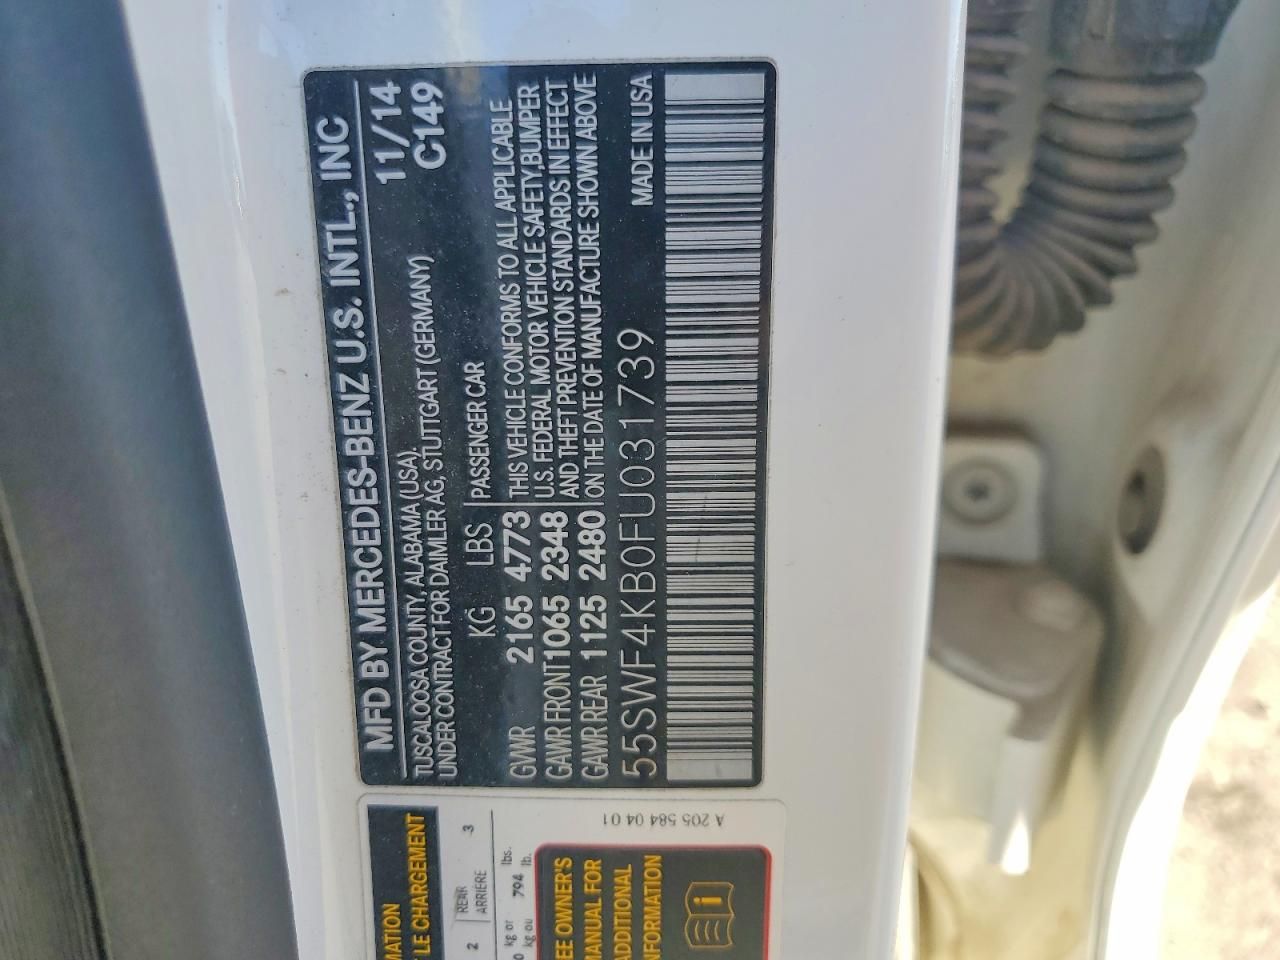 MFD BY MERCEDES-BENZ U.S. INTL., INC
TUSCALOOSA COUNTY, ALABAMA (USA). 11/14
UNDER CONTRACT FOR DAIMLER AG, STUTTGART (GERMANY) C149
KG LBS PASSENGER CAR
GVWR 2165 4773 THIS VEHICLE CONFORMS TO ALL APPLICABLE
GAWR FRONT 1065 2348 U.S. FEDERAL MOTOR VEHICLE SAFETY,BUMPER
AND THEFT PREVENTION STANDARDS IN EFFECT
GAWR REAR 1125 2480 ON THE DATE OF MANUFACTURE SHOWN ABOVE
55SWF4KB0FU031739 MADE IN USA
MATION
LE CHARGEMENT
2 REAR 3
ARRIÈRE
kg or 794 lbs.
kg ou lb.
A 205 584 04 01
EE OWNER'S
MANUAL FOR
ADDITIONAL
NFORMATION